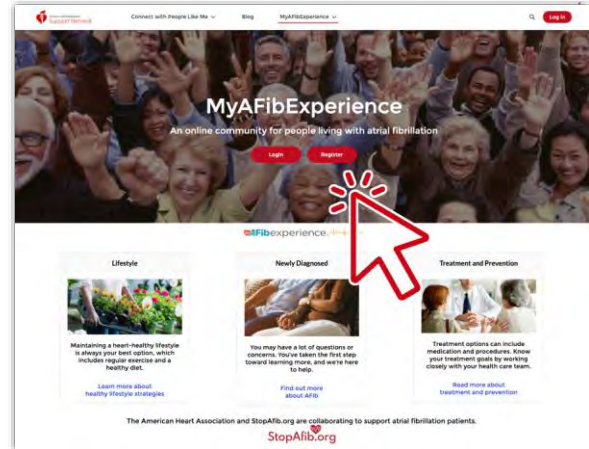 Support Network
Connect with People Like Me
Blog
MyAFibExperience
Log in
MyAFibExperience
An online community for people living with atrial fibrillation
Login
Register
AFibexperience
Lifestyle
Maintaining a heart-healthy lifestyle
is always your best option, which
includes regular exercise and a
healthy diet.
Learn more about
healthy lifestyle strategies
Newly Diagnosed
You may have a lot of questions or
concerns. You've taken the first step
toward learning more, and we're here
to help.
Find out more
about AFib
Treatment and Prevention
Treatment options can include
medication and procedures. Know
your treatment goals by working
closely with your health care team.
Read more about
treatment and prevention
The American Heart Association and StopAfib.org are collaborating to support atrial fibrillation patients.
StopAfib.org